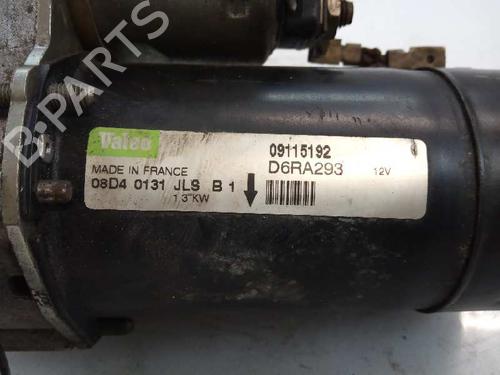 B-PARTS
Valeo
09115192
MADE IN FRANCE
D6RA293 12V
08D4 0131 JLS B 1
1.3 KW